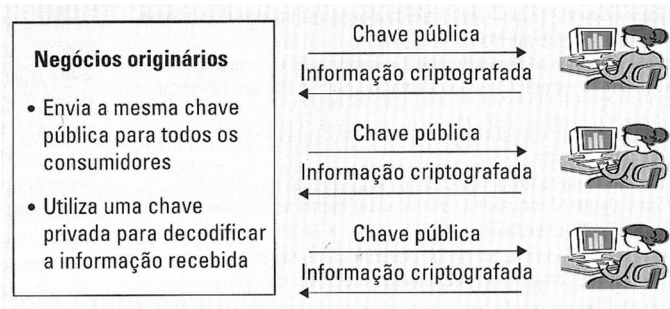 Negócios originários
• Envia a mesma chave
pública para todos os
consumidores
• Utiliza uma chave
privada para decodificar
a informação recebida
Chave pública
Informação criptografada
Chave pública
Informação criptografada
Chave pública
Informação criptografada